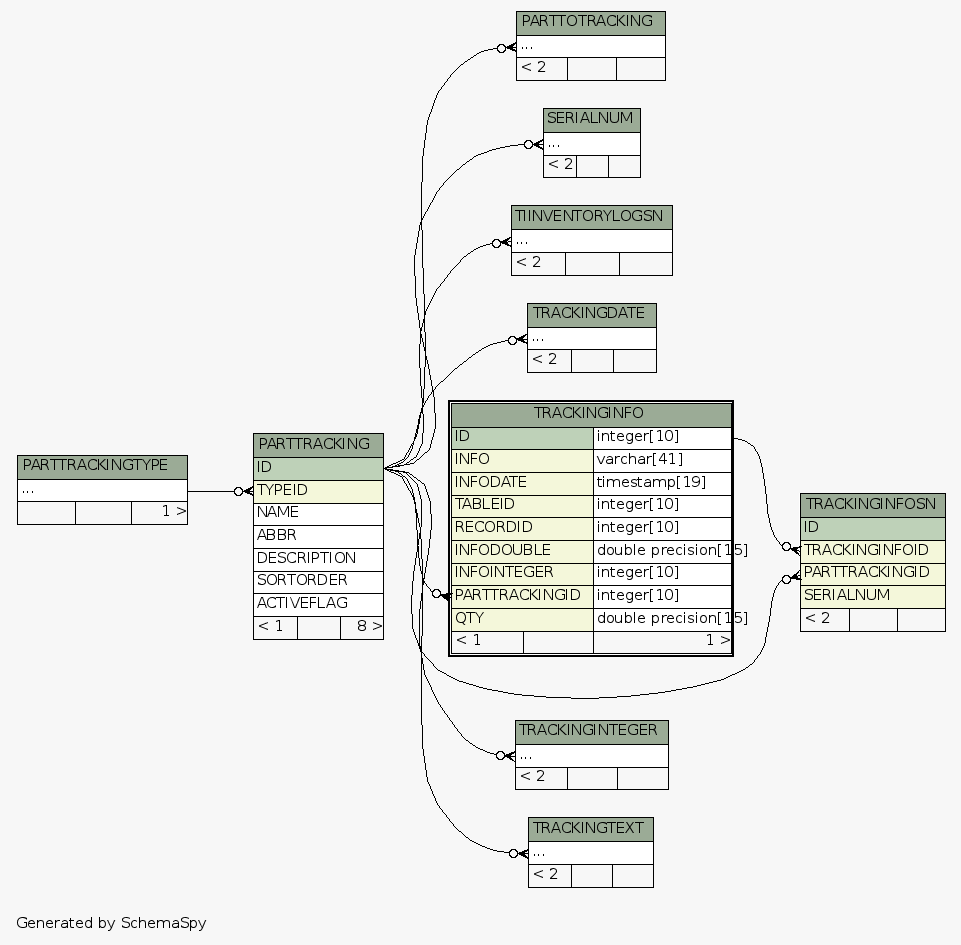 PARTTOTRACKING
...
< 2
SERIALNUM
...
< 2
TIINVENTORYLOGSN
...
< 2
TRACKINGDATE
...
< 2
PARTTRACKINGTYPE
...
1 >
PARTTRACKING
ID
TYPEID
NAME
ABBR
DESCRIPTION
SORTORDER
ACTIVEFLAG
< 1 8 >
TRACKINGINFO
ID integer[10]
INFO varchar[41]
INFODATE timestamp[19]
TABLEID integer[10]
RECORDID integer[10]
INFODOUBLE double precision[15]
INFOINTEGER integer[10]
PARTTRACKINGID integer[10]
QTY double precision[15]
< 1 1 >
TRACKINGINFOSN
ID
TRACKINGINFOID
PARTTRACKINGID
SERIALNUM
< 2
TRACKINGINTEGER
...
< 2
TRACKINGTEXT
...
< 2
Generated by SchemaSpy